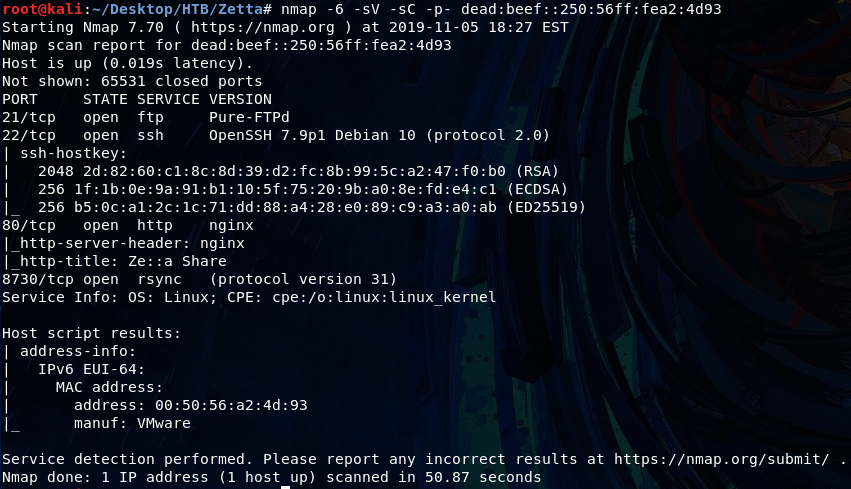 root@kali:~/Desktop/HTB/Zetta# nmap -6 -sV -sC -p- dead:beef::250:56ff:fea2:4d93
Starting Nmap 7.70 ( https://nmap.org ) at 2019-11-05 18:27 EST
Nmap scan report for dead:beef::250:56ff:fea2:4d93
Host is up (0.019s latency).
Not shown: 65531 closed ports
PORT     STATE SERVICE VERSION
21/tcp   open  ftp     Pure-FTPd
22/tcp   open  ssh     OpenSSH 7.9p1 Debian 10 (protocol 2.0)
| ssh-hostkey:
|   2048 2d:82:60:c1:8c:8d:39:d2:fc:8b:99:5c:a2:47:f0:b0 (RSA)
|   256 1f:1b:0e:9a:91:b1:10:5f:75:20:9b:a0:8e:fd:e4:c1 (ECDSA)
|_  256 b5:0c:a1:2c:1c:71:dd:88:a4:28:e0:89:c9:a3:a0:ab (ED25519)
80/tcp   open  http    nginx
|_http-server-header: nginx
|_http-title: Ze::a Share
8730/tcp open  rsync   (protocol version 31)
Service Info: OS: Linux; CPE: cpe:/o:linux:linux_kernel

Host script results:
| address-info:
|   IPv6 EUI-64:
|     MAC address:
|       address: 00:50:56:a2:4d:93
|_      manuf: VMware

Service detection performed. Please report any incorrect results at https://nmap.org/submit/ .
Nmap done: 1 IP address (1 host up) scanned in 50.87 seconds